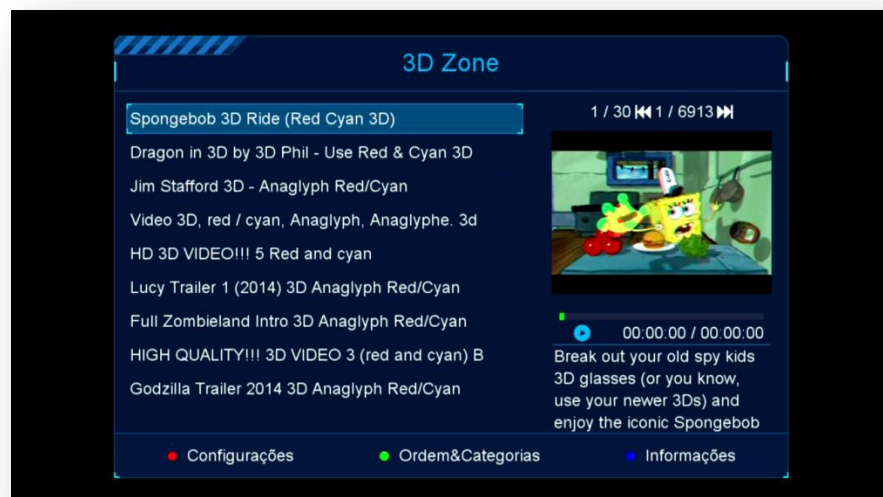 3D Zone
Spongebob 3D Ride (Red Cyan 3D)
Dragon in 3D by 3D Phil - Use Red & Cyan 3D
Jim Stafford 3D - Anaglyph Red/Cyan
Video 3D, red / cyan, Anaglyph, Anaglyphe. 3d
HD 3D VIDEO!!! 5 Red and cyan
Lucy Trailer 1 (2014) 3D Anaglyph Red/Cyan
Full Zombieland Intro 3D Anaglyph Red/Cyan
HIGH QUALITY!!! 3D VIDEO 3 (red and cyan) B
Godzilla Trailer 2014 3D Anaglyph Red/Cyan
1 / 30 ⏮ 1 / 6913 ⏭
00:00:00 / 00:00:00
Break out your old spy kids
3D glasses (or you know,
use your newer 3Ds) and
enjoy the iconic Spongebob
Configurações Ordem&Categorias Informações